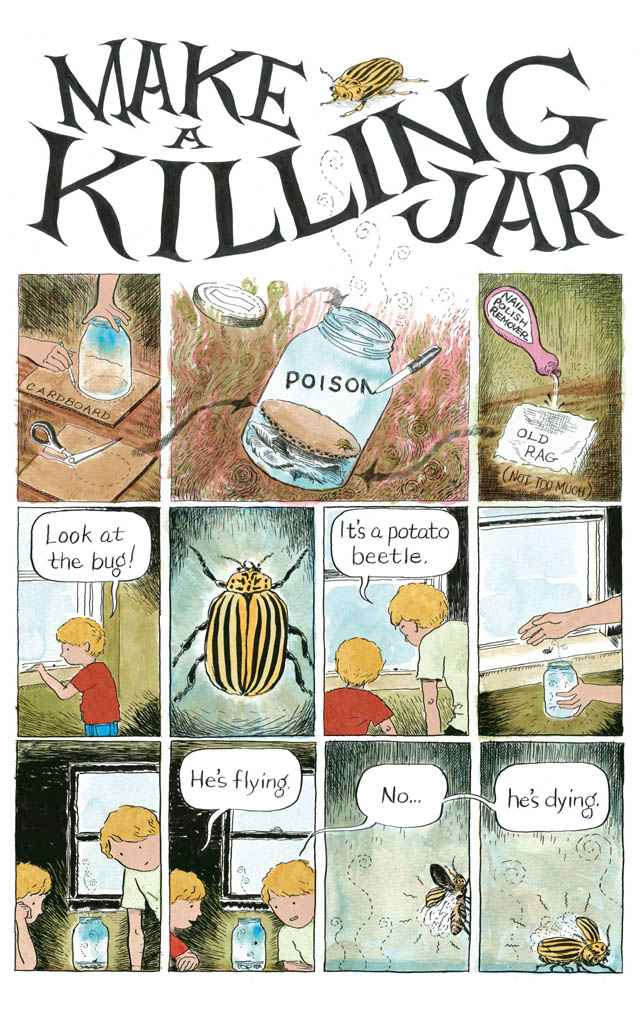 MAKE
A
KILLING
JAR
CARDBOARD
POISON
NAIL
POLISH
REMOVER
OLD
RAG
(NOT TOO MUCH)
Look at
the bug!
It's a potato
beetle.
He's flying.
No...
he's dying.